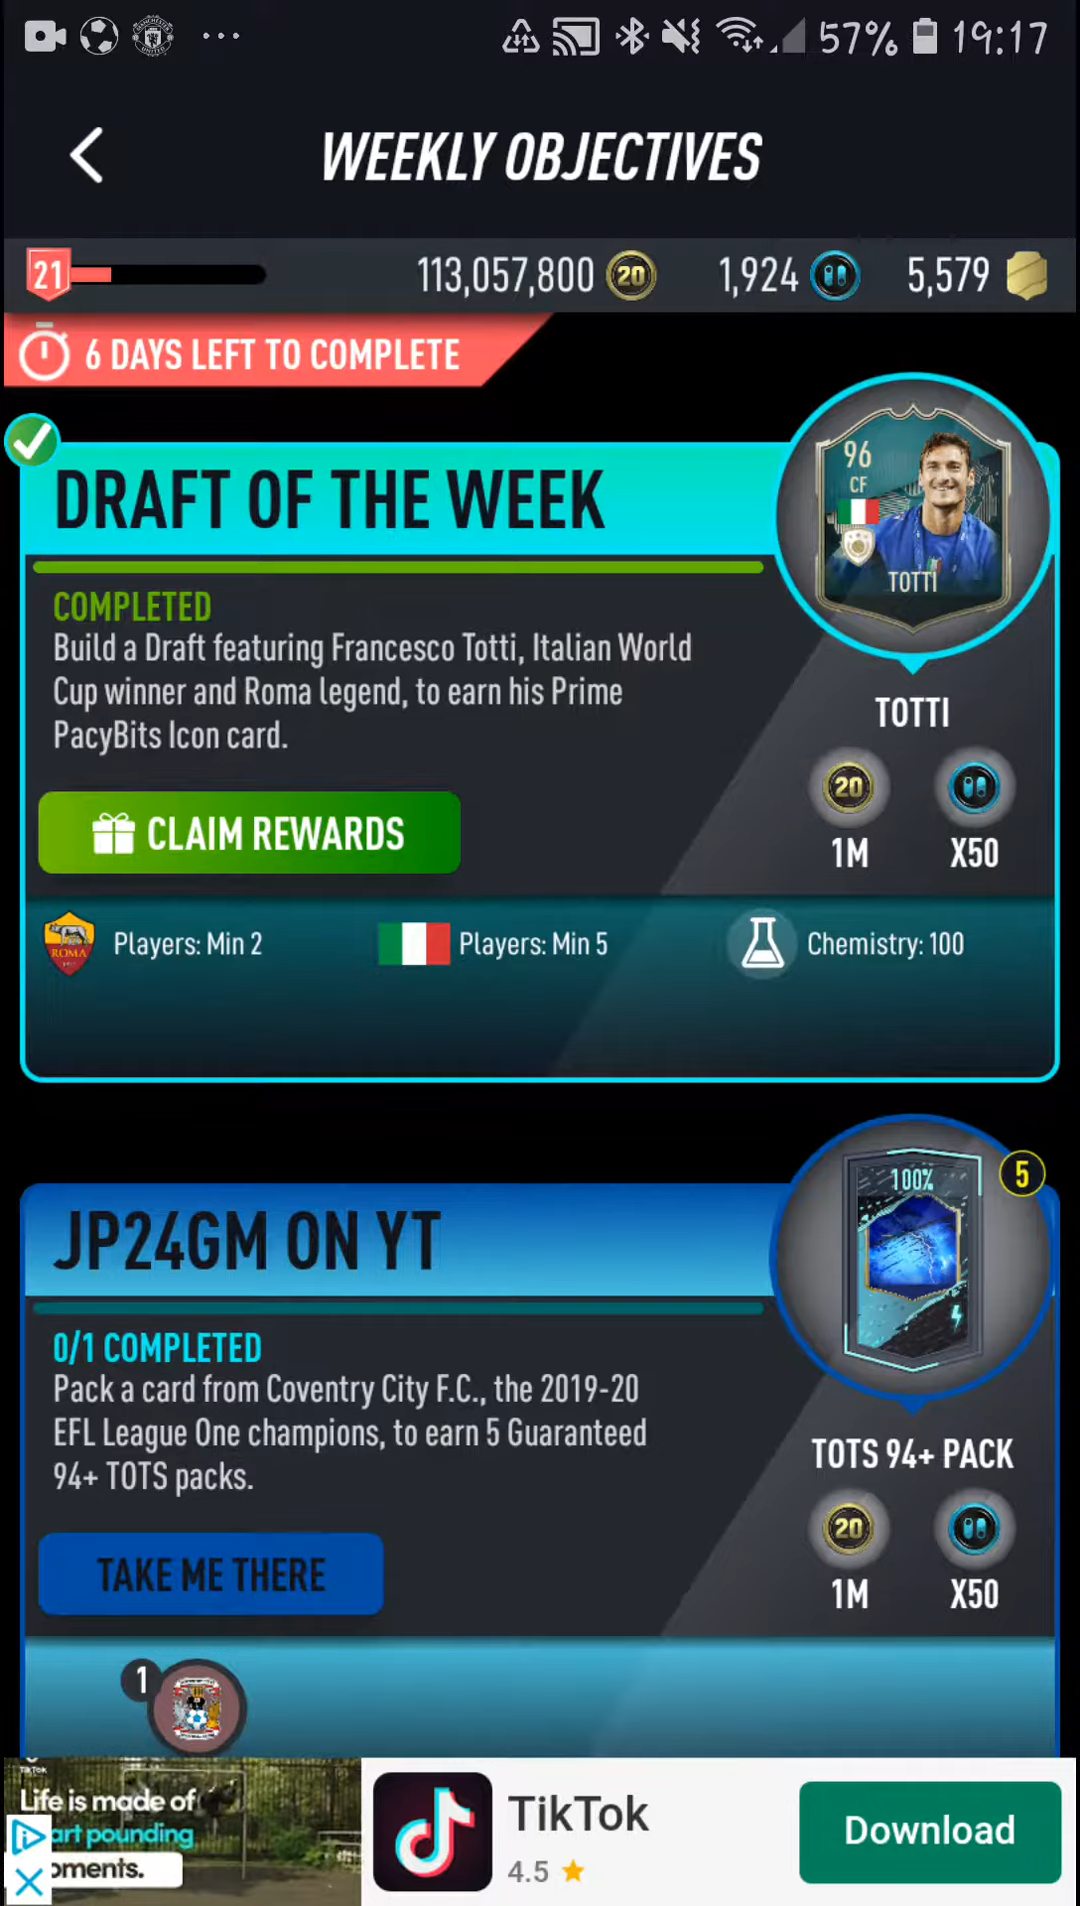 57% 19:17
WEEKLY OBJECTIVES
21 113,057,800 20 1,924 5,579
6 DAYS LEFT TO COMPLETE
96
CF
TOTTI
DRAFT OF THE WEEK
COMPLETED
Build a Draft featuring Francesco Totti, Italian World
Cup winner and Roma legend, to earn his Prime
PacyBits Icon card.
TOTTI
20
1M X50
CLAIM REWARDS
ROMA
Players: Min 2 Players: Min 5 Chemistry: 100
100%
5
JP24GM ON YT
0/1 COMPLETED
Pack a card from Coventry City F.C., the 2019-20
EFL League One champions, to earn 5 Guaranteed
94+ TOTS packs.
TOTS 94+ PACK
20
1M X50
TAKE ME THERE
1
TikTok
Life is made of
art pounding
oments.
TikTok
4.5
Download